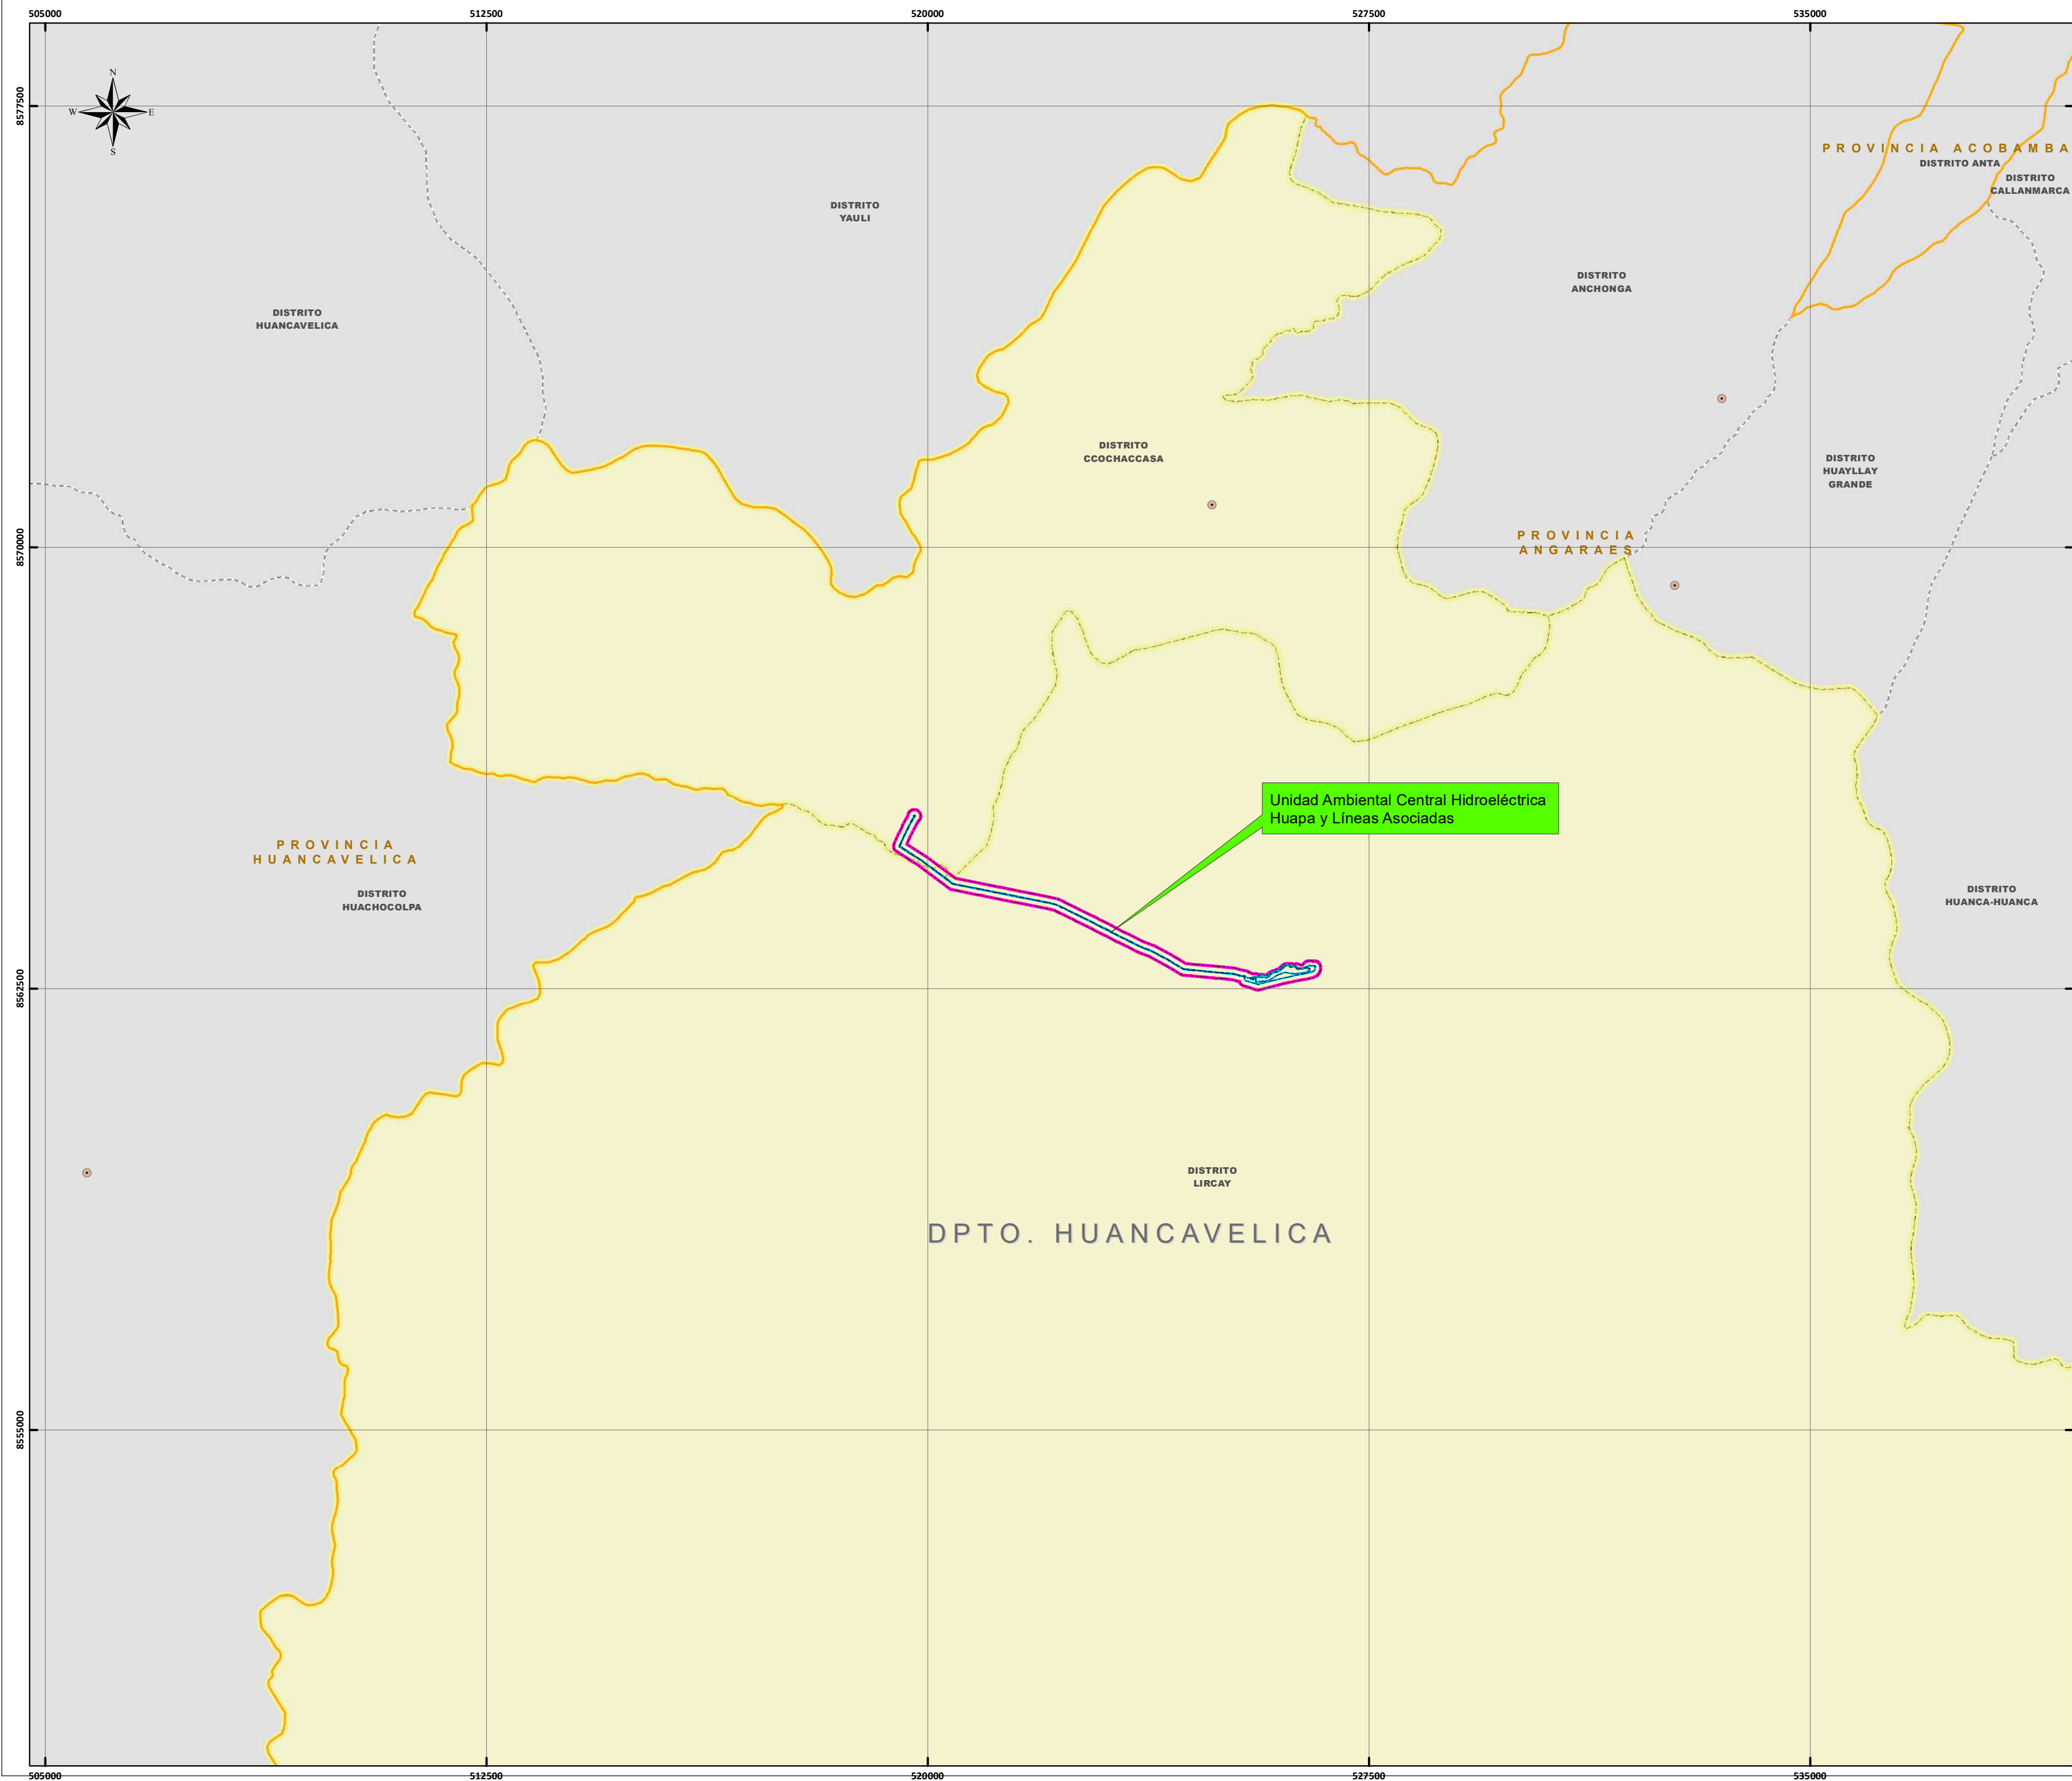 505000
512500
520000
527500
535000
8577500
N
W
E
S
PROVINCIA ACOBAMBA
DISTRITO ANTA
DISTRITO
CALLANMARCA
DISTRITO
YAULI
DISTRITO
ANCHONGA
DISTRITO
HUANCAVELICA
DISTRITO
CCOCHACCASA
DISTRITO
HUAYLLAY
GRANDE
8570000
PROVINCIA
ANGARAES
Unidad Ambiental Central Hidroeléctrica
Huapa y Líneas Asociadas
PROVINCIA
HUANCAVELICA
DISTRITO
HUACHOCOLPA
DISTRITO
HUANCA-HUANCA
8562500
DISTRITO
LIRCAY
DPTO. HUANCAVELICA
8555000
505000
512500
520000
527500
535000